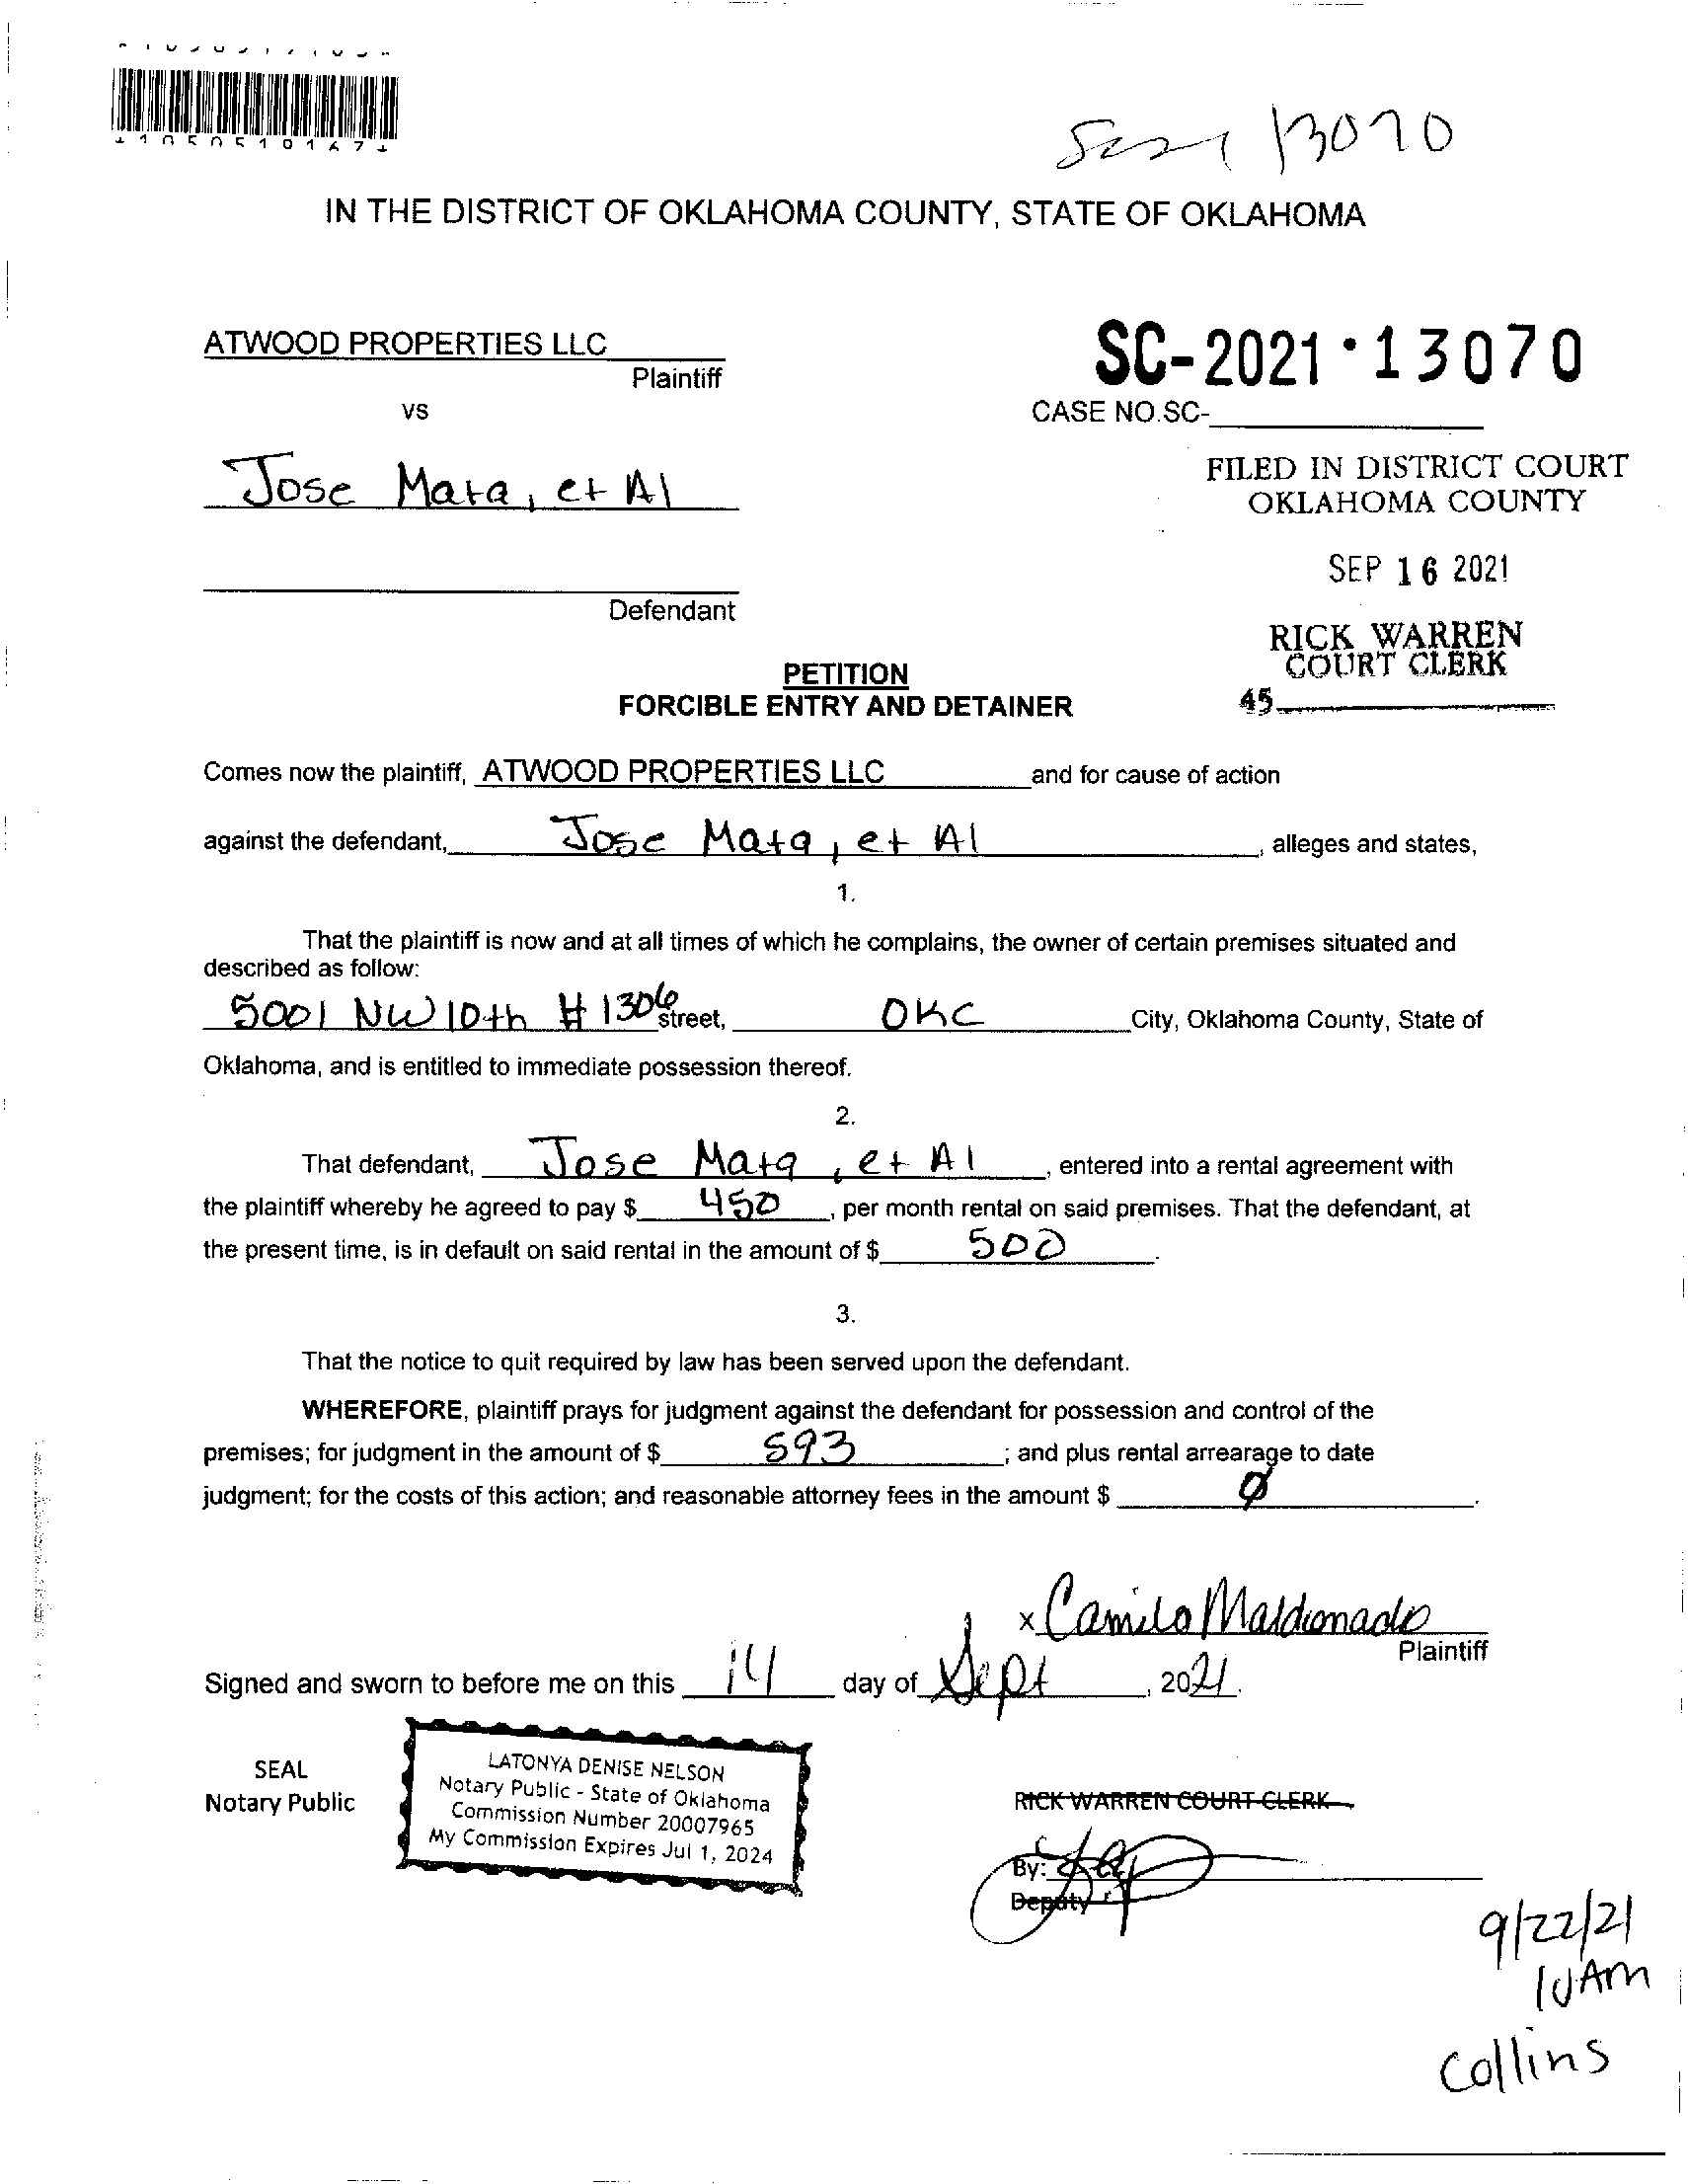 *1050510167*
13070
IN THE DISTRICT OF OKLAHOMA COUNTY, STATE OF OKLAHOMA
ATWOOD PROPERTIES LLC
Plaintiff
vs
SC-2021·13070
CASE NO.SC-
Jose Mata, et Al
FILED IN DISTRICT COURT
OKLAHOMA COUNTY
SEP 16 2021
Defendant
RICK WARREN
COURT CLERK
45
PETITION
FORCIBLE ENTRY AND DETAINER
Comes now the plaintiff, ATWOOD PROPERTIES LLC and for cause of action
against the defendant, Jose Mata, et Al, alleges and states,
1.
That the plaintiff is now and at all times of which he complains, the owner of certain premises situated and
described as follow:
5001 NW 10th # 1306 street, OKC City, Oklahoma County, State of
Oklahoma, and is entitled to immediate possession thereof.
2.
That defendant, Jose Mata, et Al, entered into a rental agreement with
the plaintiff whereby he agreed to pay $ 450, per month rental on said premises. That the defendant, at
the present time, is in default on said rental in the amount of $ 500.
3.
That the notice to quit required by law has been served upon the defendant.
WHEREFORE, plaintiff prays for judgment against the defendant for possession and control of the
premises; for judgment in the amount of $ 593; and plus rental arrearage to date
judgment; for the costs of this action; and reasonable attorney fees in the amount $ Ø.
x Camilo Maldonado
Plaintiff
Signed and sworn to before me on this 14 day of Sept, 2021.
SEAL
Notary Public
LATONYA DENISE NELSON
Notary Public - State of Oklahoma
Commission Number 20007965
My Commission Expires Jul 1, 2024
RICK WARREN COURT CLERK
By:
Deputy
9/22/21
10AM
Collins